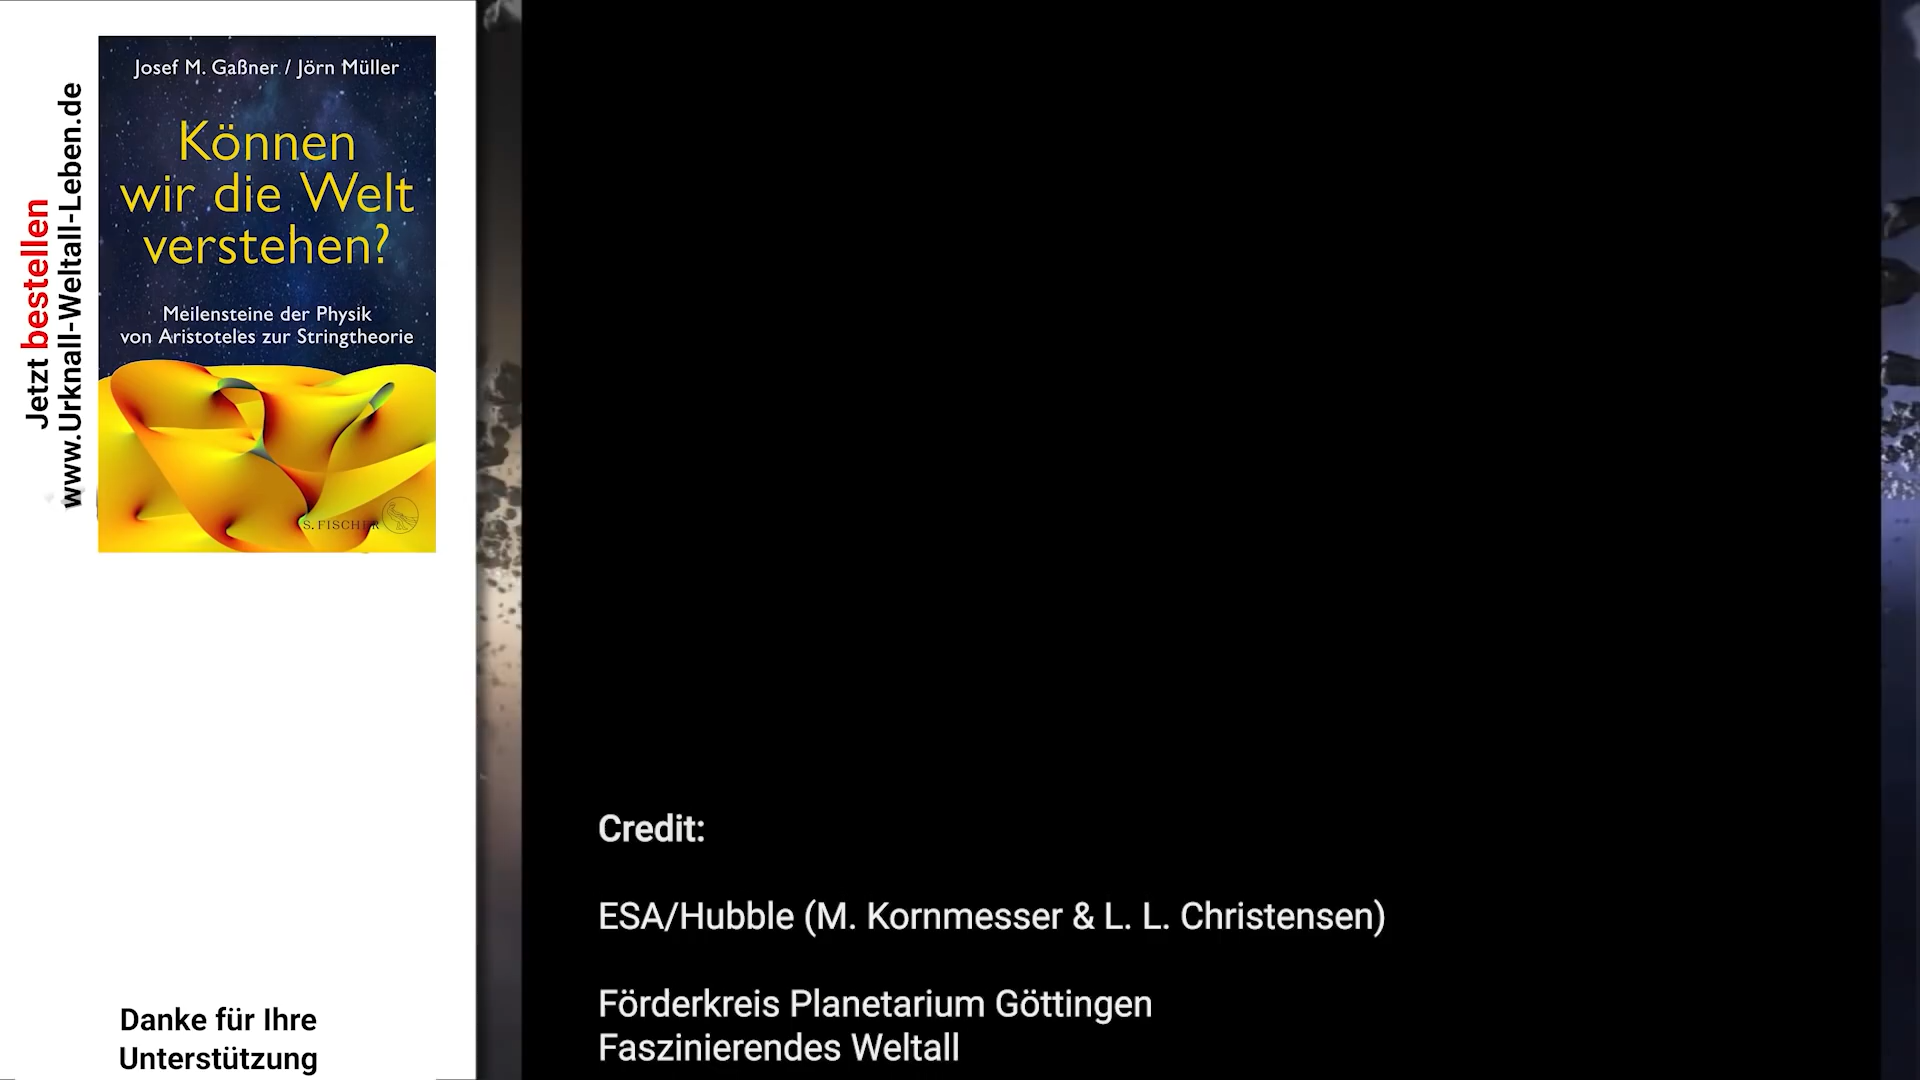 Jetzt bestellen
www.Urknall-Weltall-Leben.de
Josef M. Gaßner / Jörn Müller
Können
wir die Welt
verstehen?
Meilensteine der Physik
von Aristoteles zur Stringtheorie
S. FISCHER
Danke für Ihre
Unterstützung
Credit:
ESA/Hubble (M. Kornmesser & L. L. Christensen)
Förderkreis Planetarium Göttingen
Faszinierendes Weltall